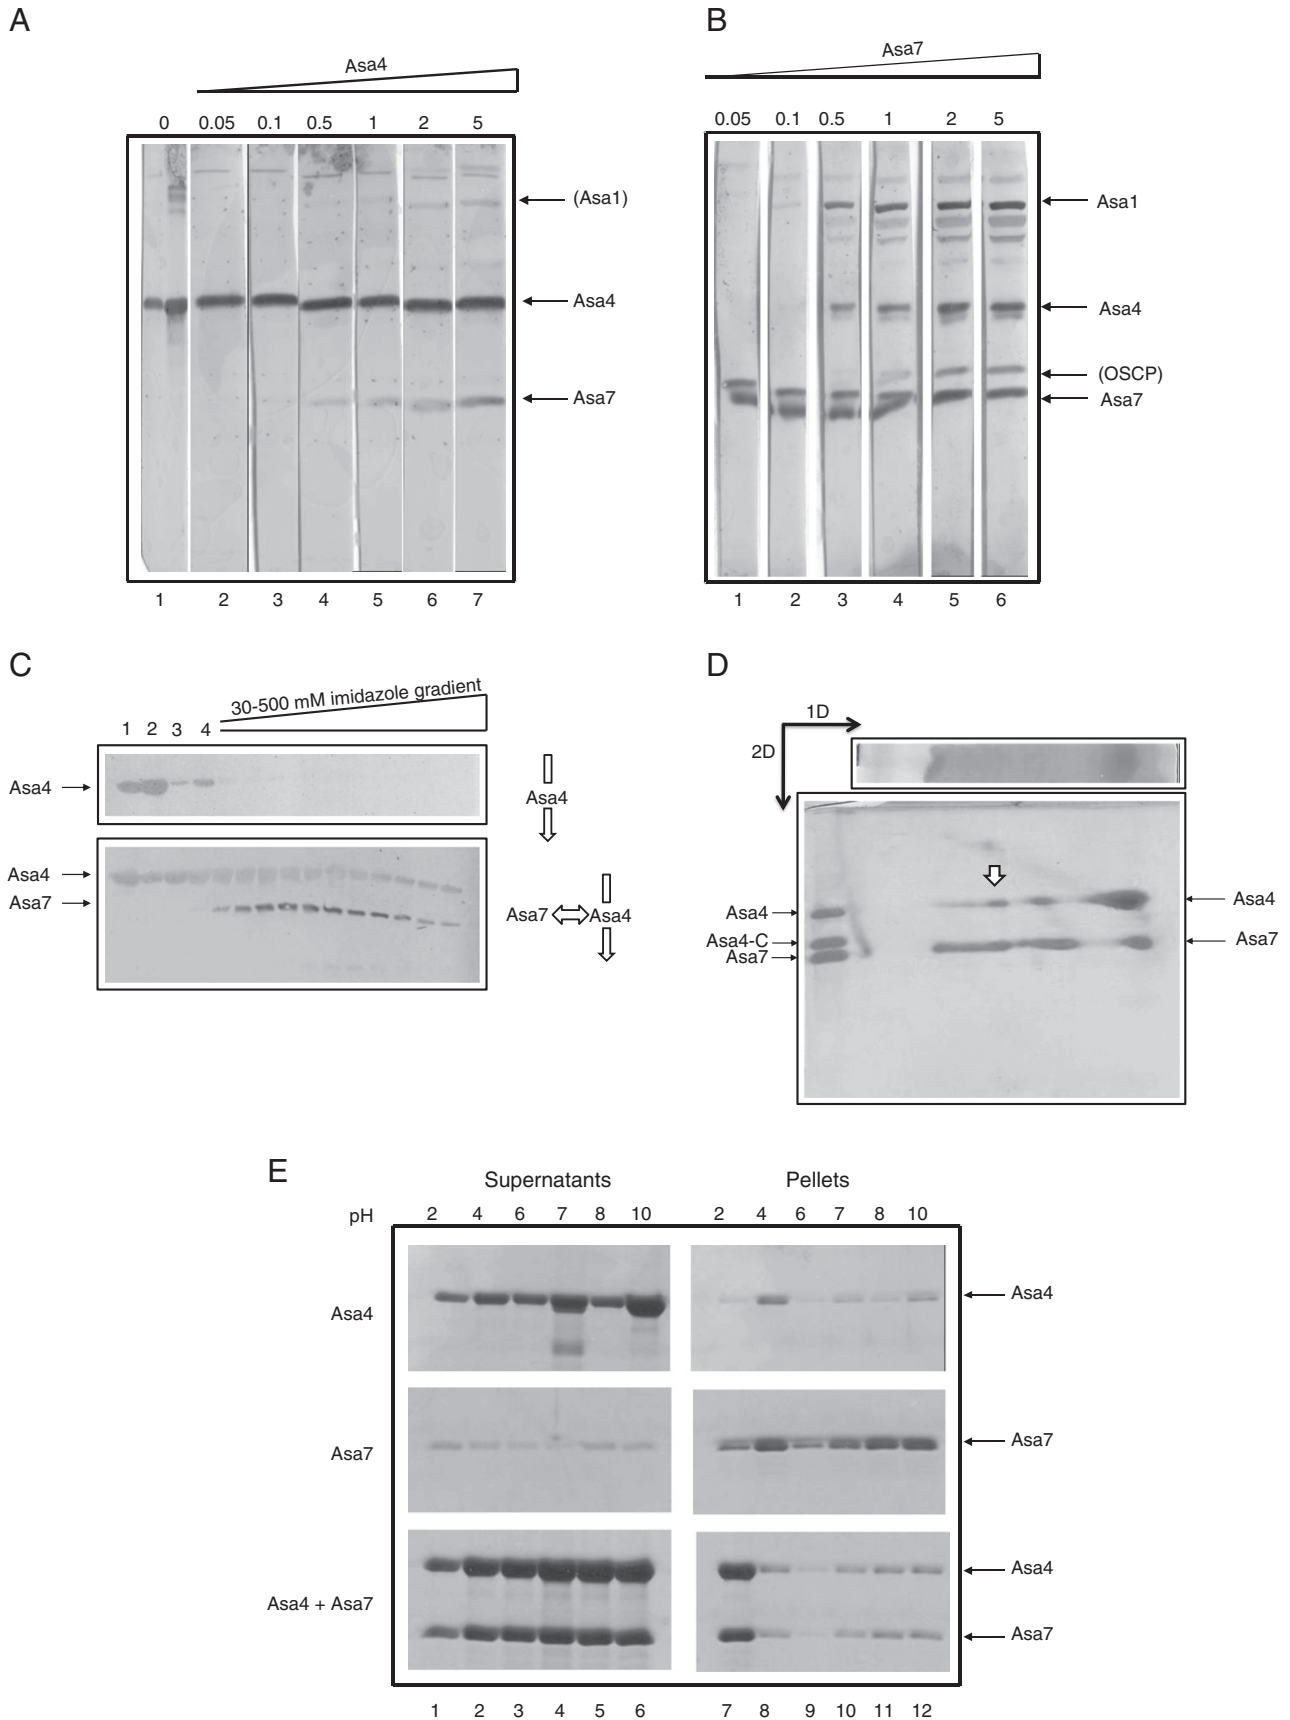 A
Asa4
0 0.05 0.1 0.5 1 2 5
(Asa1)
Asa4
Asa7
1 2 3 4 5 6 7
B
Asa7
0.05 0.1 0.5 1 2 5
Asa1
Asa4
(OSCP)
Asa7
1 2 3 4 5 6
C
30-500 mM imidazole gradient
1 2 3 4
Asa4
Asa4
Asa4
Asa7
Asa7 Asa4
D
1D
2D
Asa4
Asa4-C
Asa7
Asa4
Asa7
E
Supernatants Pellets
pH 2 4 6 7 8 10 2 4 6 7 8 10
Asa4 Asa4
Asa7 Asa7
Asa4 + Asa7
Asa4
Asa7
1 2 3 4 5 6 7 8 9 10 11 12